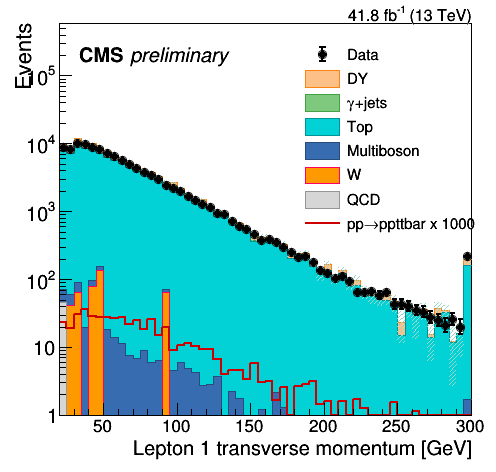 41.8 fb⁻¹ (13 TeV)
Events
CMS preliminary
Data
DY
γ+jets
Top
Multiboson
W
QCD
pp→ppttbar x 1000
10⁵
10⁴
10³
10²
10
1
50 100 150 200 250 300
Lepton 1 transverse momentum [GeV]